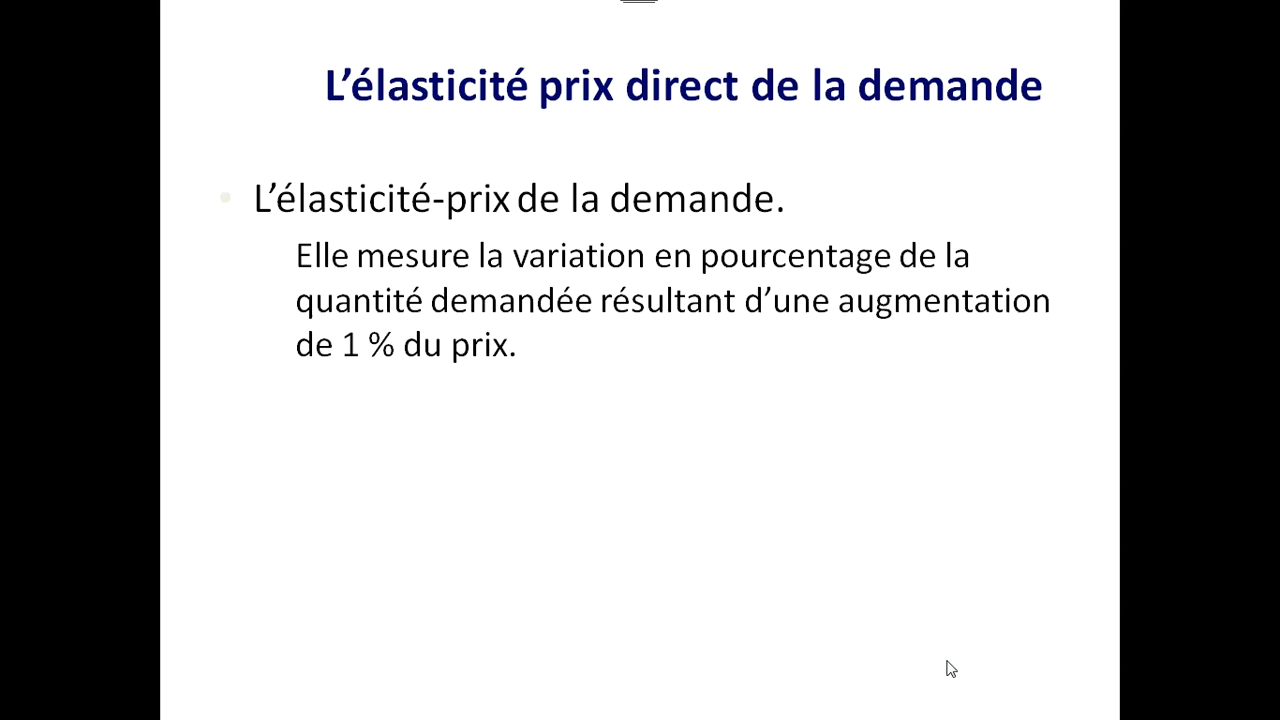 L’élasticité prix direct de la demande
• L’élasticité-prix de la demande.
Elle mesure la variation en pourcentage de la
quantité demandée résultant d’une augmentation
de 1 % du prix.